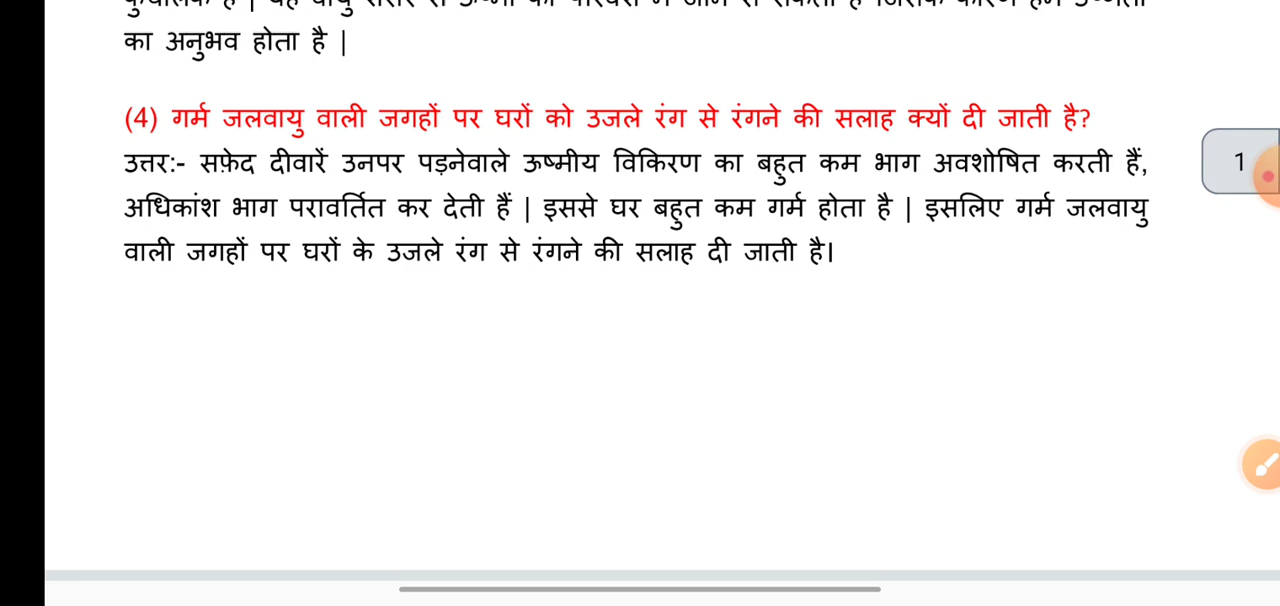 का अनुभव होता है |
(4) गर्म जलवायु वाली जगहों पर घरों को उजले रंग से रंगने की सलाह क्यों दी जाती है?
उत्तर:- सफ़ेद दीवारें उनपर पड़नेवाले ऊष्मीय विकिरण का बहुत कम भाग अवशोषित करती हैं,
अधिकांश भाग परावर्तित कर देती हैं | इससे घर बहुत कम गर्म होता है | इसलिए गर्म जलवायु
वाली जगहों पर घरों के उजले रंग से रंगने की सलाह दी जाती है।
1